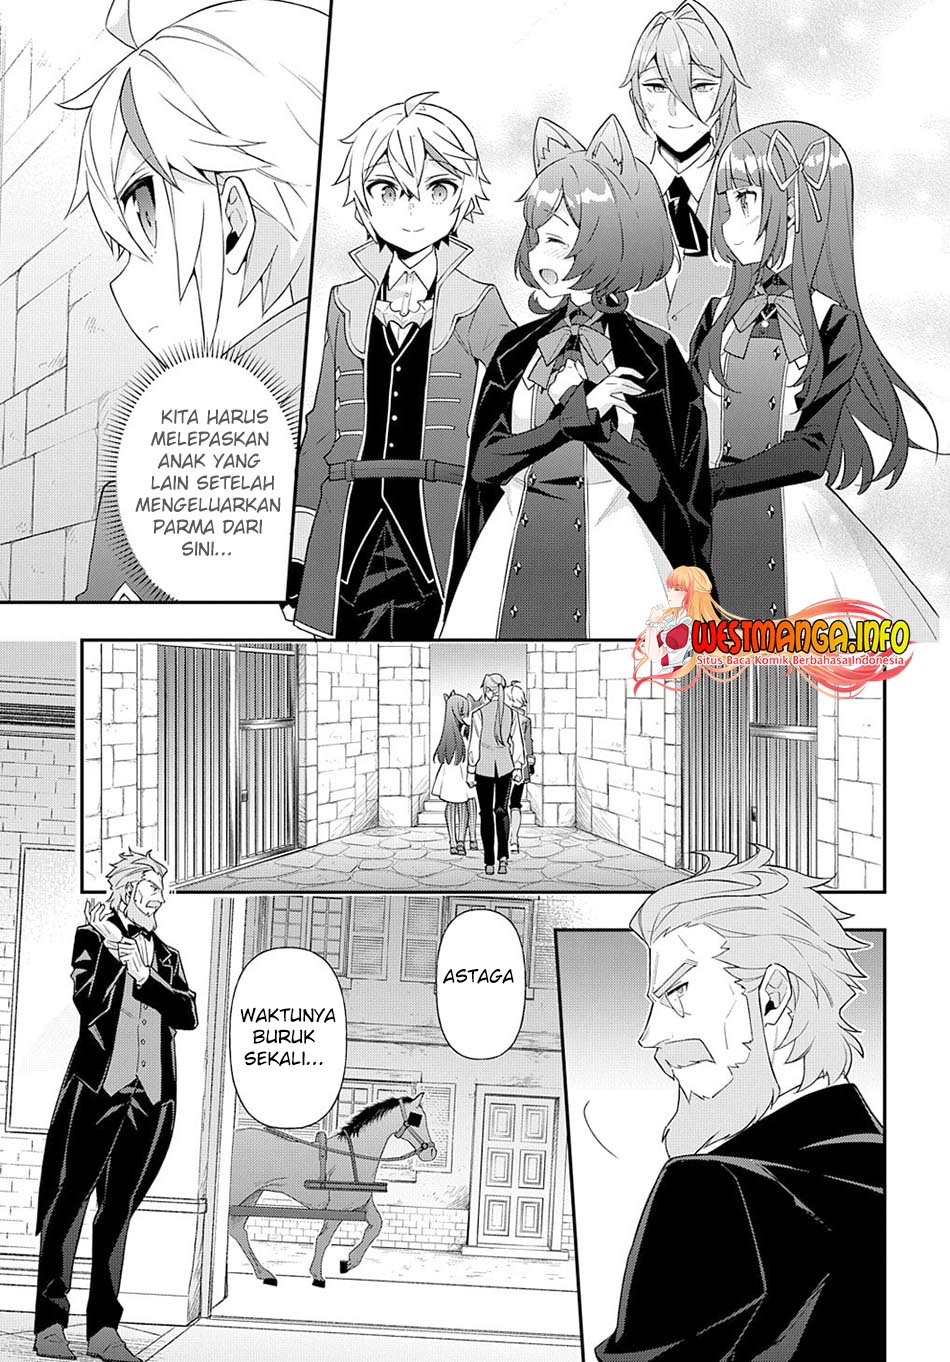 KITA HARUS
MELEPASKAN
ANAK YANG
LAIN SETELAH
MENGELUARKAN
PARMA DARI
SINI...
WESTMANGA.INFO
Situs Baca Komik Berbahasa Indonesia
ASTAGA
WAKTUNYA
BURUK
SEKALI...